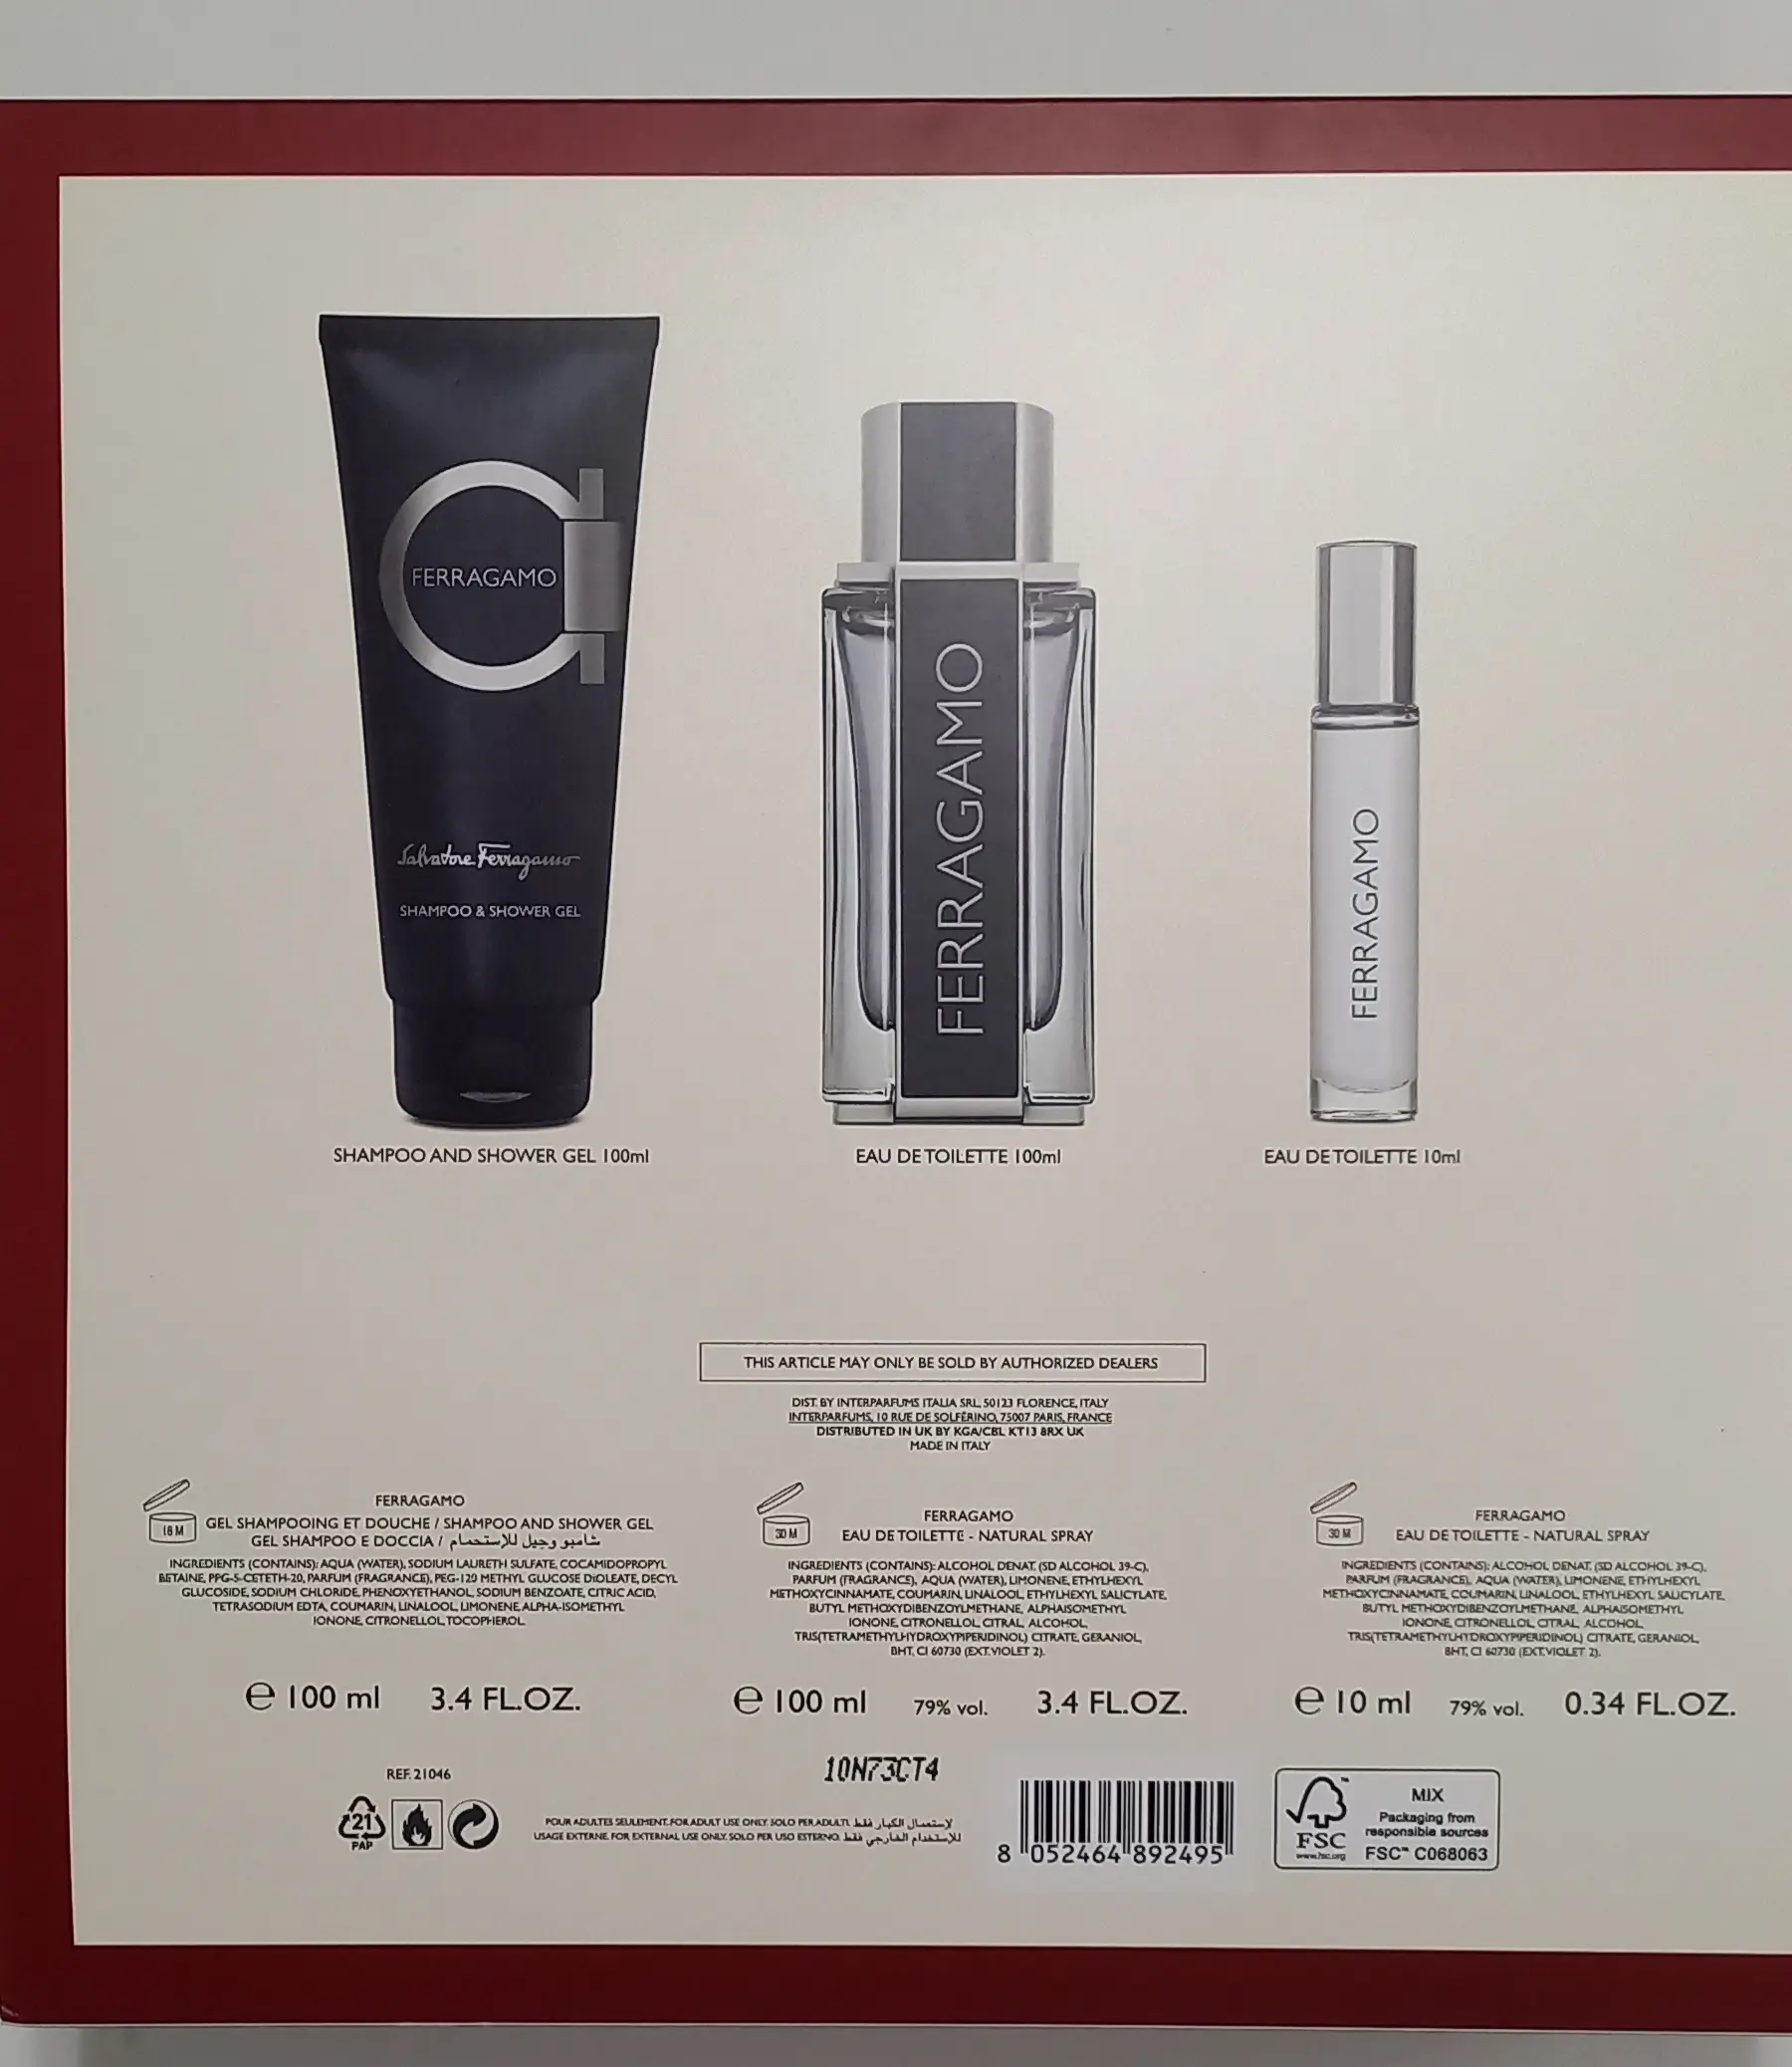 FERRAGAMO
Salvatore Ferragamo
SHAMPOO & SHOWER GEL
FERRAGAMO
FERRAGAMO
SHAMPOO AND SHOWER GEL 100ml
EAU DE TOILETTE 100ml
EAU DE TOILETTE 10ml
THIS ARTICLE MAY ONLY BE SOLD BY AUTHORIZED DEALERS
DIST. BY INTERPARFUMS ITALIA SRL, 50123 FLORENCE, ITALY
INTERPARFUMS, 10 RUE DE SOLFÉRINO, 75007 PARIS, FRANCE
DISTRIBUTED IN UK BY KGA/CBL KT13 8RX UK
MADE IN ITALY
18 M
FERRAGAMO
GEL SHAMPOOING ET DOUCHE / SHAMPOO AND SHOWER GEL
GEL SHAMPOO E DOCCIA / شامبو وجيل للإستحمام
INGREDIENTS (CONTAINS): AQUA (WATER), SODIUM LAURETH SULFATE, COCAMIDOPROPYL
BETAINE, PPG-5-CETETH-20, PARFUM (FRAGRANCE), PEG-120 METHYL GLUCOSE DIOLEATE, DECYL
GLUCOSIDE, SODIUM CHLORIDE, PHENOXYETHANOL, SODIUM BENZOATE, CITRIC ACID,
TETRASODIUM EDTA, COUMARIN, LINALOOL, LIMONENE, ALPHA-ISOMETHYL
IONONE, CITRONELLOL, TOCOPHEROL.
e 100 ml 3.4 FL.OZ.
30 M
FERRAGAMO
EAU DE TOILETTE - NATURAL SPRAY
INGREDIENTS (CONTAINS): ALCOHOL DENAT. (SD ALCOHOL 39-C),
PARFUM (FRAGRANCE), AQUA (WATER), LIMONENE, ETHYLHEXYL
METHOXYCINNAMATE, COUMARIN, LINALOOL, ETHYLHEXYL SALICYLATE,
BUTYL METHOXYDIBENZOYLMETHANE, ALPHAISOMETHYL
IONONE, CITRONELLOL, CITRAL, ALCOHOL,
TRIS(TETRAMETHYLHYDROXYPIPERIDINOL) CITRATE, GERANIOL,
BHT, CI 60730 (EXT.VIOLET 2).
e 100 ml 79% vol. 3.4 FL.OZ.
30 M
FERRAGAMO
EAU DE TOILETTE - NATURAL SPRAY
INGREDIENTS (CONTAINS): ALCOHOL DENAT. (SD ALCOHOL 39-C),
PARFUM (FRAGRANCE), AQUA (WATER), LIMONENE, ETHYLHEXYL
METHOXYCINNAMATE, COUMARIN, LINALOOL, ETHYLHEXYL SALICYLATE,
BUTYL METHOXYDIBENZOYLMETHANE, ALPHAISOMETHYL
IONONE, CITRONELLOL, CITRAL, ALCOHOL,
TRIS(TETRAMETHYLHYDROXYPIPERIDINOL) CITRATE, GERANIOL,
BHT, CI 60730 (EXT.VIOLET 2).
e 10 ml 79% vol. 0.34 FL.OZ.
REF. 21046
21
PAP
10N73CT4
POUR ADULTES SEULEMENT. FOR ADULT USE ONLY. SOLO PER ADULTI. لإستعمال الكبار فقط
USAGE EXTERNE. FOR EXTERNAL USE ONLY. SOLO PER USO ESTERNO. للإستخدام الخارجي فقط
8 052464 892495
FSC
www.fsc.org
MIX
Packaging from
responsible sources
FSC™ C068063